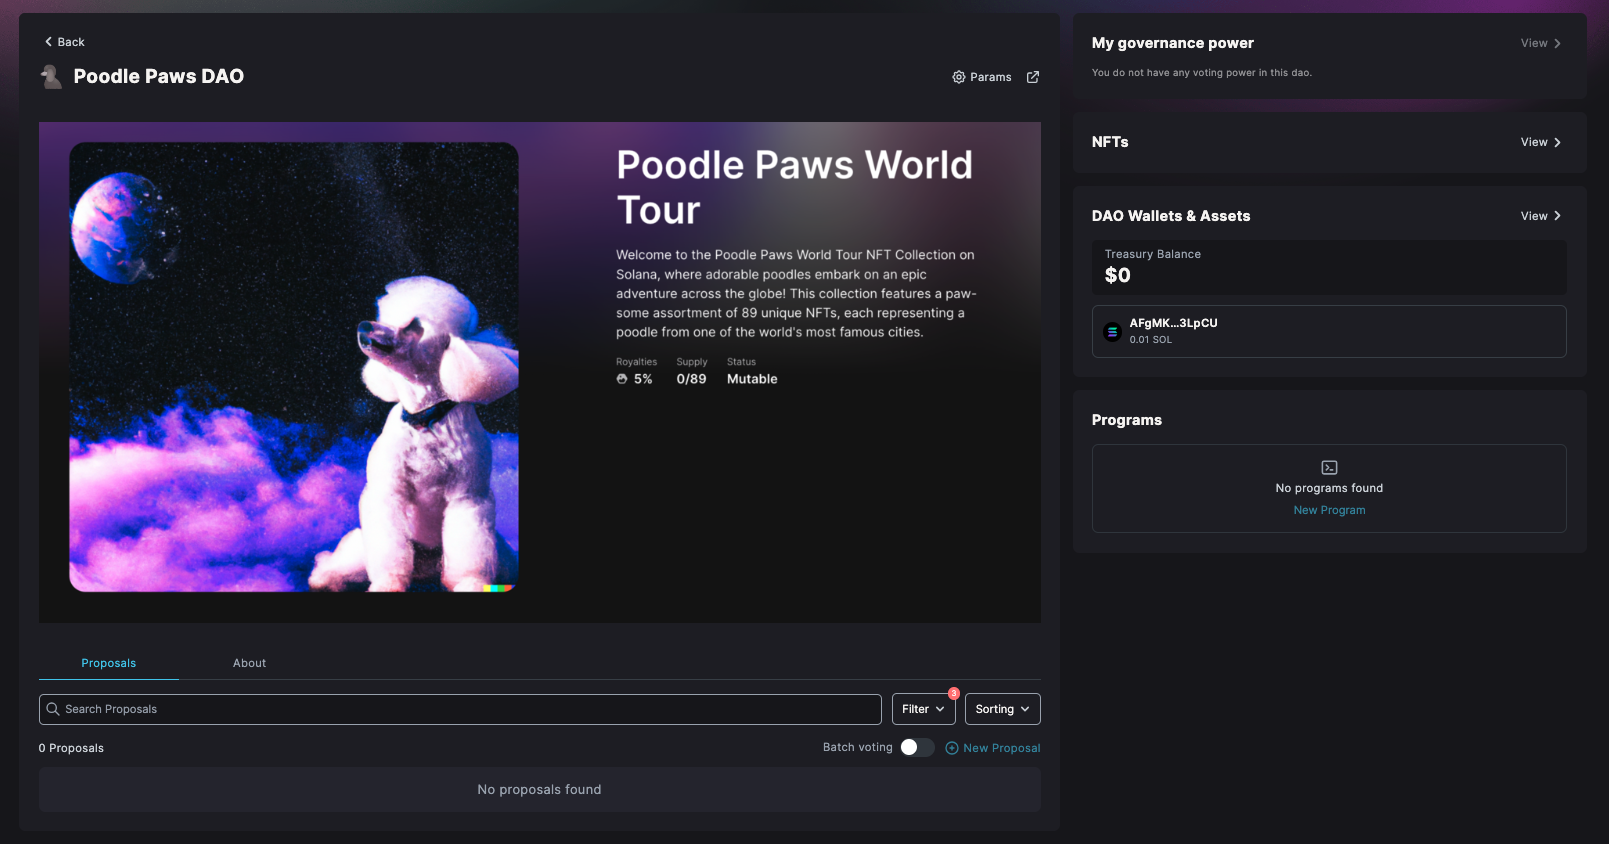 Back
Poodle Paws DAO
Params
Poodle Paws World
Tour
Welcome to the Poodle Paws World Tour NFT Collection on
Solana, where adorable poodles embark on an epic
adventure across the globe! This collection features a paw-
some assortment of 89 unique NFTs, each representing a
poodle from one of the world's most famous cities.
Royalties Supply Status
5% 0/89 Mutable
Proposals About
Search Proposals
Filter 3 Sorting
0 Proposals
Batch voting New Proposal
No proposals found
My governance power View
You do not have any voting power in this dao.
NFTs View
DAO Wallets & Assets View
Treasury Balance
$0
AFgMK...3LpCU
0.01 SOL
Programs
No programs found
New Program